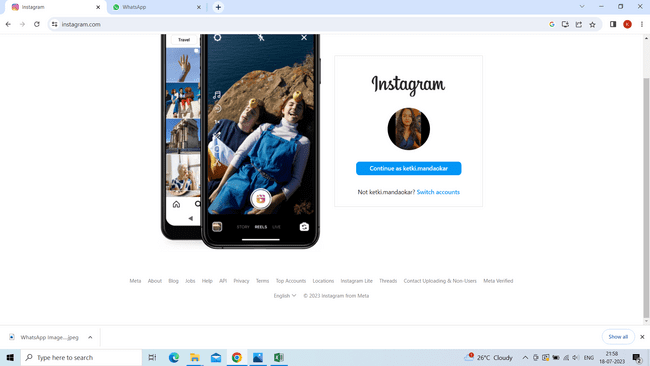 Instagram
WhatsApp
instagram.com
K
Travel
1x
STORY REELS LIVE
Instagram
Continue as ketki.mandaokar
Not ketki.mandaokar? Switch accounts
Meta About Blog Jobs Help API Privacy Terms Top Accounts Locations Instagram Lite Threads Contact Uploading & Non-Users Meta Verified
English © 2023 Instagram from Meta
WhatsApp Image....jpeg
Show all
Type here to search
26°C Cloudy
ENG
21:58
18-07-2023
2